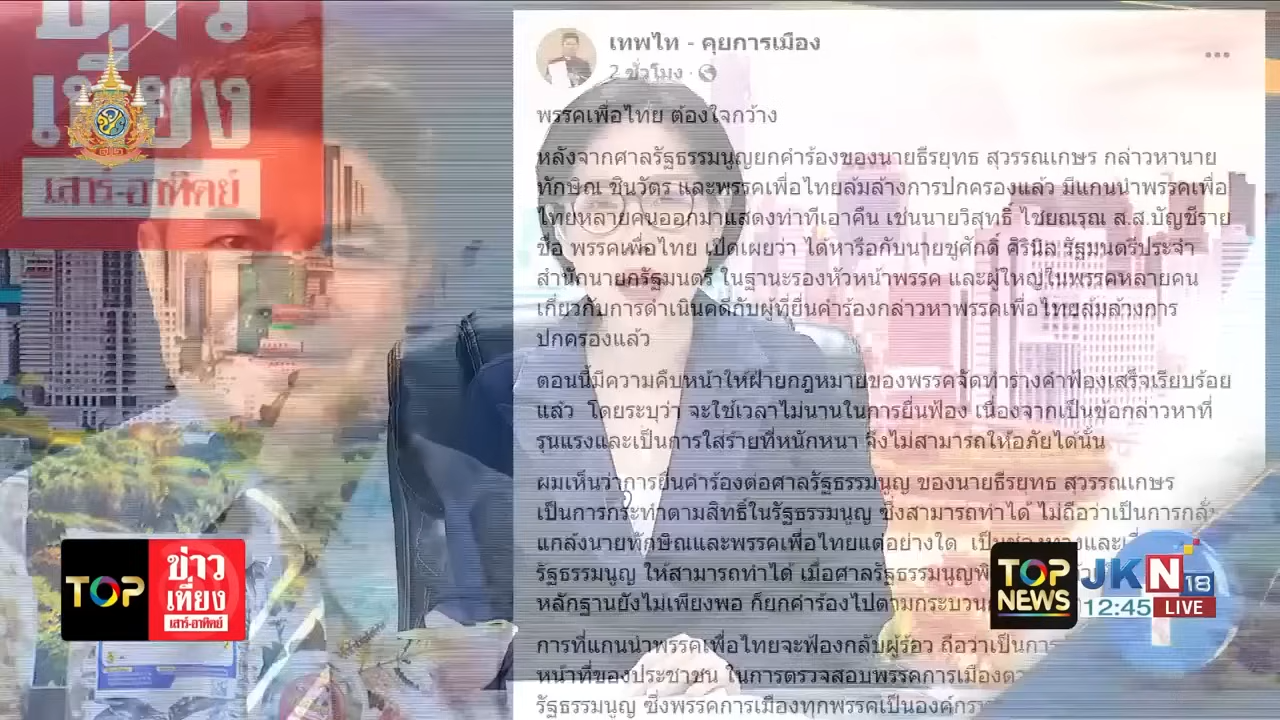 ข่าว
เที่ยง
เสาร์-อาทิตย์
เทพไท - คุยการเมือง
2 ชั่วโมง
พรรคเพื่อไทย ต้องใจกว้าง
หลังจากศาลรัฐธรรมนูญยกคำร้องของนายธีรยุทธ สุวรรณเกษร กล่าวหานาย
ทักษิณ ชินวัตร และพรรคเพื่อไทยล้มล้างการปกครองแล้ว มีแกนนำพรรคเพื่อ
ไทยหลายคนออกมาแสดงท่าทีเอาคืน เช่นนายวิสุทธิ์ ไชยณรุณ ส.ส.บัญชีราย
ชื่อ พรรคเพื่อไทย เปิดเผยว่า ได้หารือกับนายชูศักดิ์ ศิรินิล รัฐมนตรีประจำ
สำนักนายกรัฐมนตรี ในฐานะรองหัวหน้าพรรค และผู้ใหญ่ในพรรคหลายคน
เกี่ยวกับการดำเนินคดีกับผู้ที่ยื่นคำร้องกล่าวหาพรรคเพื่อไทยล้มล้างการ
ปกครองแล้ว
ตอนนี้มีความคืบหน้าให้ฝ่ายกฎหมายของพรรคจัดทำร่างคำฟ้องเสร็จเรียบร้อย
แล้ว โดยระบุว่า จะใช้เวลาไม่นานในการยื่นฟ้อง เนื่องจากเป็นข้อกล่าวหาที่
รุนแรงและเป็นการใส่ร้ายที่หนักหนา จึงไม่สามารถให้อภัยได้นั้น
ผมเห็นว่าการยื่นคำร้องต่อศาลรัฐธรรมนูญ ของนายธีรยุทธ สุวรรณเกษร
เป็นการกระทำตามสิทธิ์ในรัฐธรรมนูญ ซึ่งสามารถทำได้ ไม่ถือว่าเป็นการกลั่น
แกล้งนายทักษิณและพรรคเพื่อไทยแต่อย่างใด เป็นช่องทางและ
รัฐธรรมนูญ ให้สามารถทำได้ เมื่อศาลรัฐธรรมนูญ
หลักฐานยังไม่เพียงพอ ก็ยกคำร้องไปตามกระบวน
การที่แกนนำพรรคเพื่อไทยจะฟ้องกลับผู้ร้อง ถือว่าเป็นการ
หน้าที่ของประชาชน ในการตรวจสอบพรรคการเมือง
รัฐธรรมนูญ ซึ่งพรรคการเมืองทุกพรรคเป็นองค์กร
TOP ข่าว
เที่ยง
เสาร์-อาทิตย์
TOP
NEWS
JKN18
12:45 LIVE